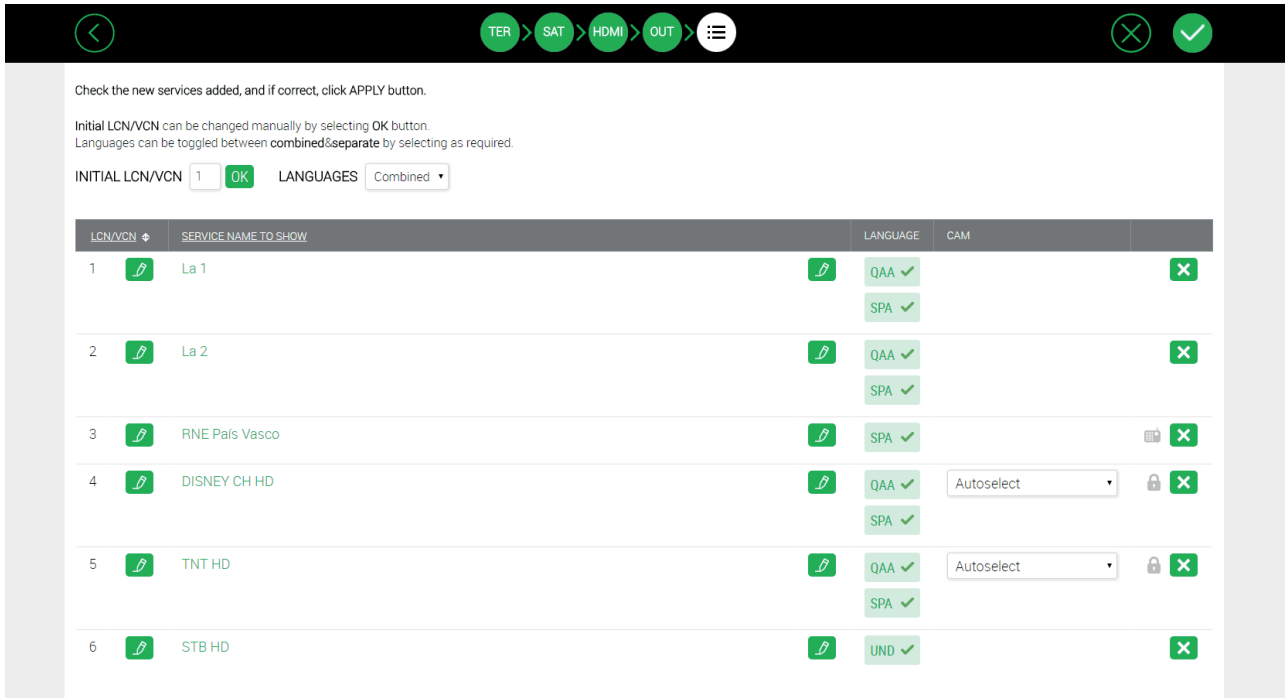 TER SAT HDMI OUT
Check the new services added, and if correct, click APPLY button.
Initial LCN/VCN can be changed manually by selecting OK button.
Languages can be toggled between combined&separate by selecting as required.
INITIAL LCN/VCN 1 OK LANGUAGES Combined
LCN/VCN SERVICE NAME TO SHOW LANGUAGE CAM
1 La 1 QAA
SPA
2 La 2 QAA
SPA
3 RNE País Vasco SPA
4 DISNEY CH HD QAA Autoselect
SPA
5 TNT HD QAA Autoselect
SPA
6 STB HD UND